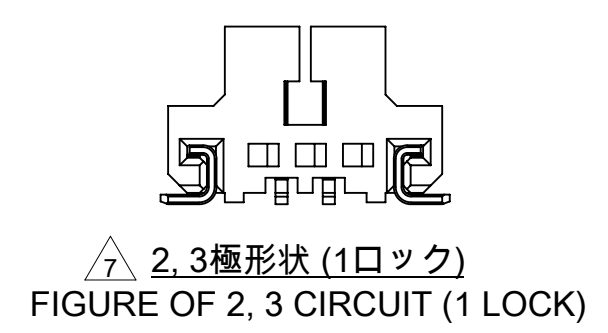 7 2, 3極形状 (1ロック)
FIGURE OF 2, 3 CIRCUIT (1 LOCK)